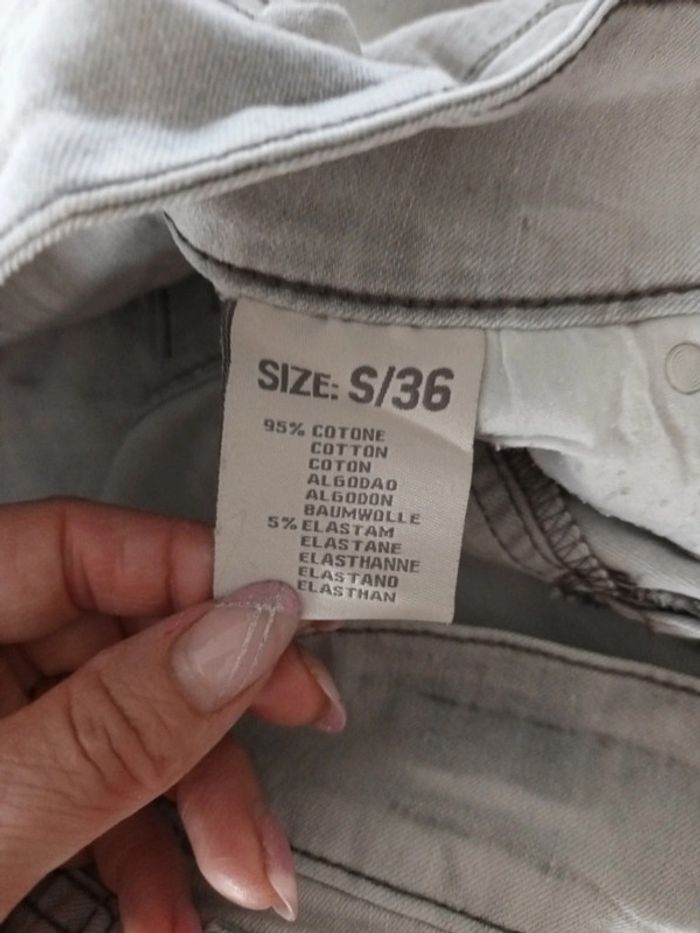 SIZE: S/36
95% COTONE
COTTON
COTON
ALGODAO
ALGODON
BAUMWOLLE
5% ELASTAM
ELASTANE
ELASTHANNE
ELASTANO
ELASTHAN